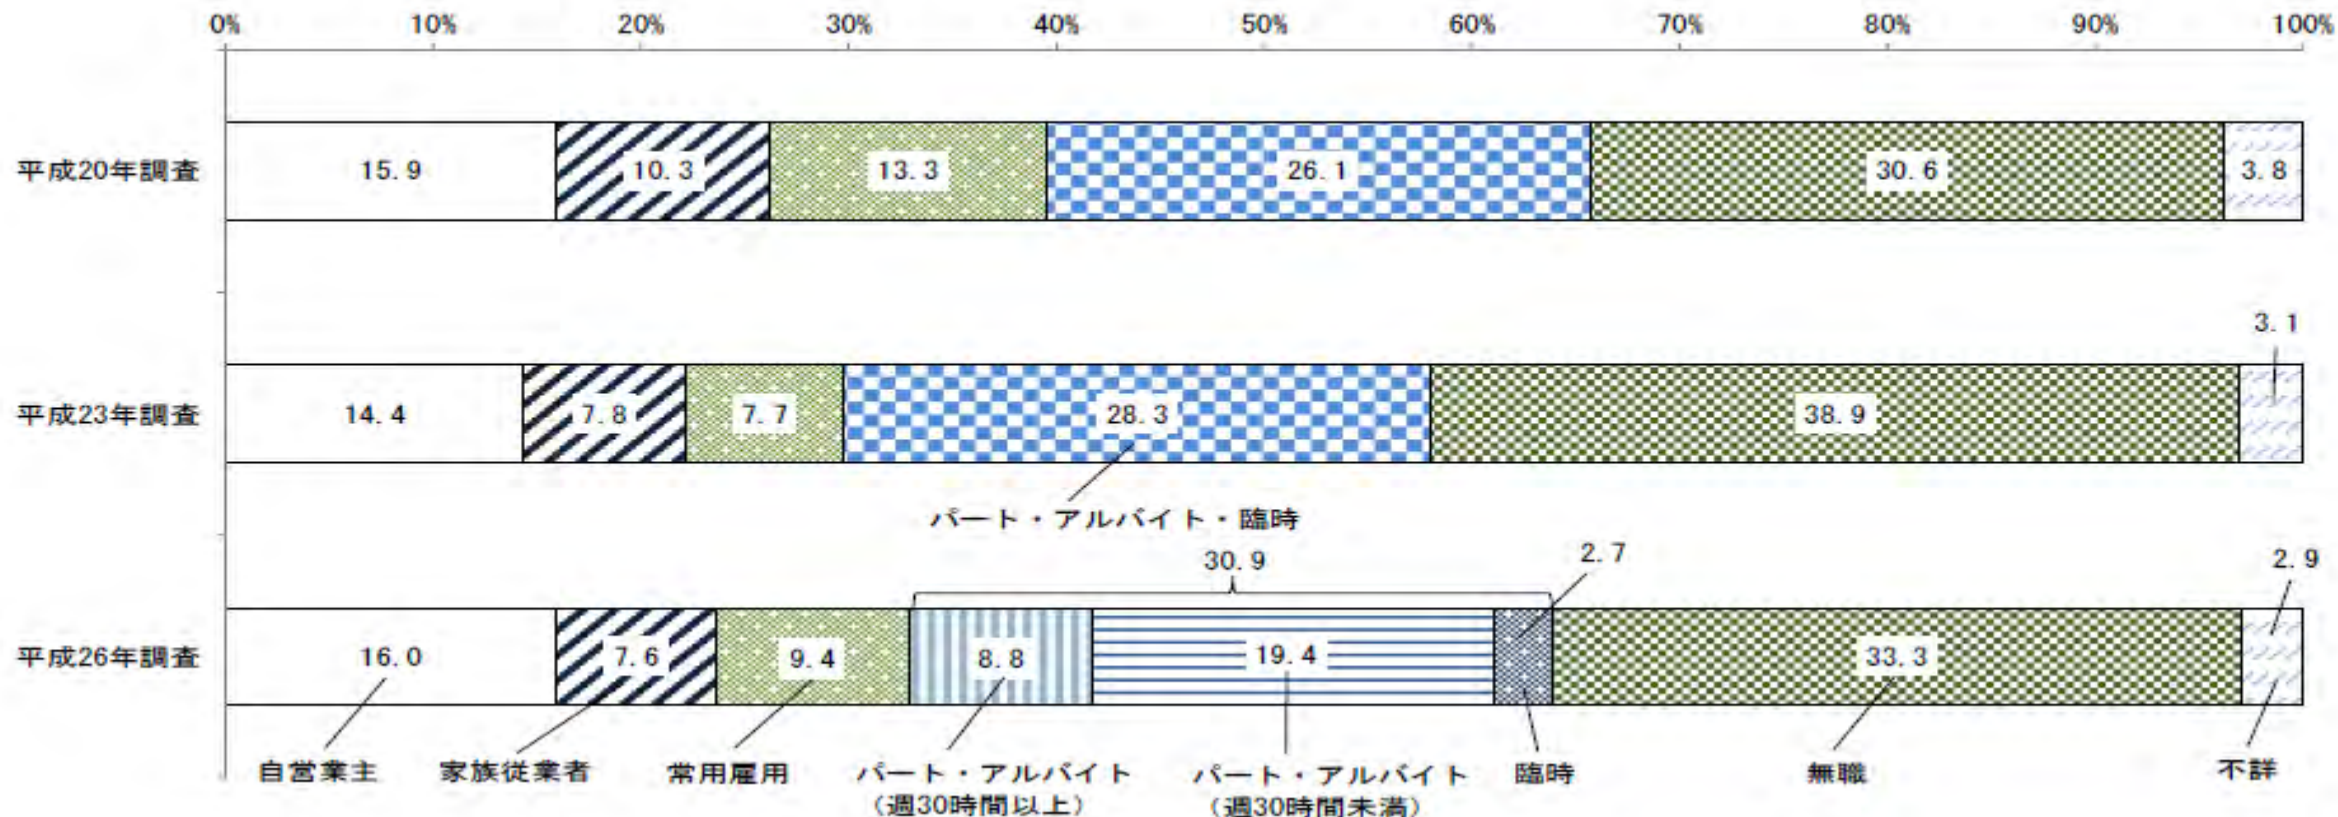 0% 10% 20% 30% 40% 50% 60% 70% 80% 90% 100%
平成20年調査 15.9 10.3 13.3 26.1 30.6 3.8
3.1
平成23年調査 14.4 7.8 7.7 28.3 38.9
パート・アルバイト・臨時
30.9 2.7 2.9
平成26年調査 16.0 7.6 9.4 8.8 19.4 33.3
自営業主 家族従業者 常用雇用 パート・アルバイト パート・アルバイト 臨時 無職 不詳
(週30時間以上) (週30時間未満)